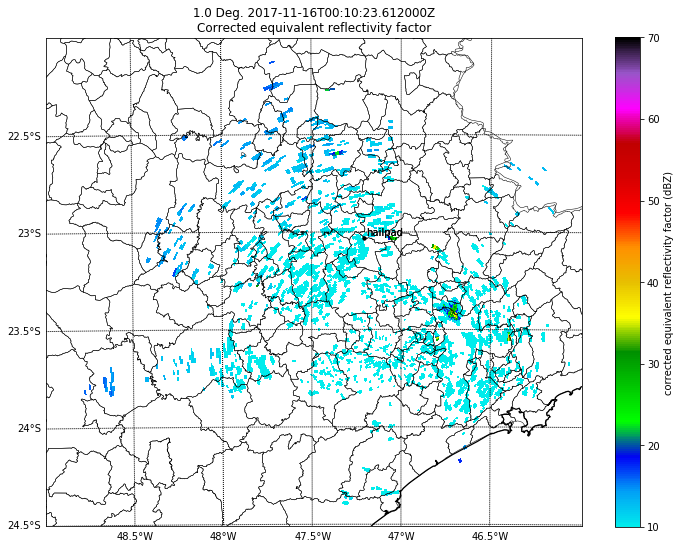 1.0 Deg. 2017-11-16T00:10:23.612000Z
Corrected equivalent reflectivity factor
70
60
50
40
30
20
10
corrected equivalent reflectivity factor (dBZ)
22.5°S
23°S
23.5°S
24°S
24.5°S
hailpad
48.5°W
48°W
47.5°W
47°W
46.5°W